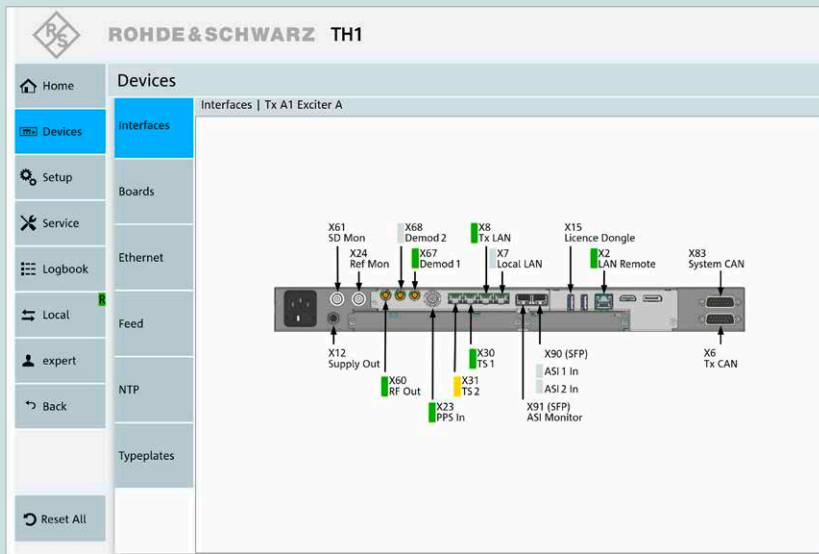 R&S
ROHDE & SCHWARZ TH1
Home
Devices
Setup
Service
Logbook
R
Local
expert
Back
Reset All
Devices
Interfaces
Boards
Ethernet
Feed
NTP
Typeplates
Interfaces | Tx A1 Exciter A
X61
SD Mon
X24
Ref Mon
X68
Demod 2
X67
Demod 1
X8
Tx LAN
X7
Local LAN
X15
Licence Dongle
X2
LAN Remote
X83
System CAN
X12
Supply Out
X60
RF Out
X23
PPS In
X31
TS 2
X30
TS 1
X91 (SFP)
ASI Monitor
X90 (SFP)
ASI 1 In
ASI 2 In
X6
Tx CAN